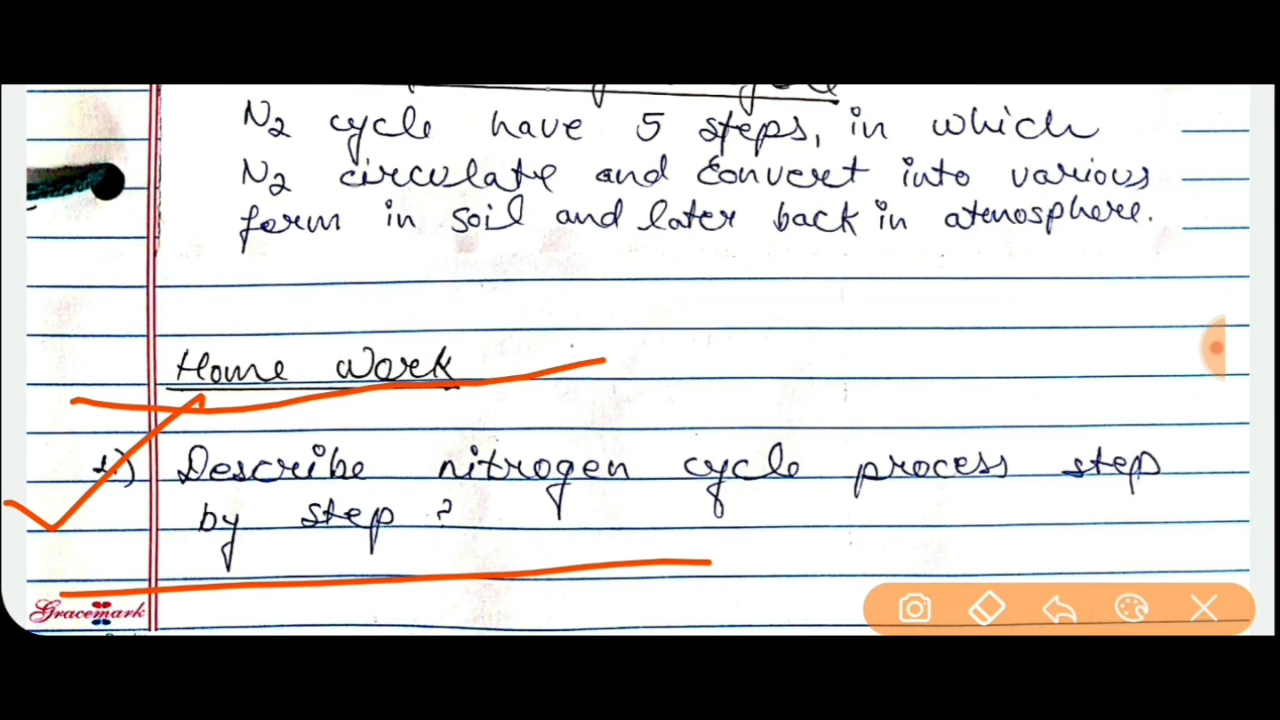 N2 cycle have 5 steps, in which
N2 circulate and convert into various
form in soil and later back in atmosphere.
Home Work
1) Describe nitrogen cycle process step
by step ?
Gracemark